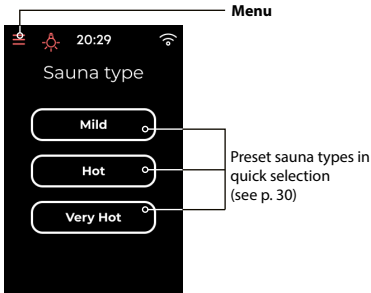 Menu
20:29
Sauna type
Mild
Hot
Very Hot
Preset sauna types in
quick selection
(see p. 30)